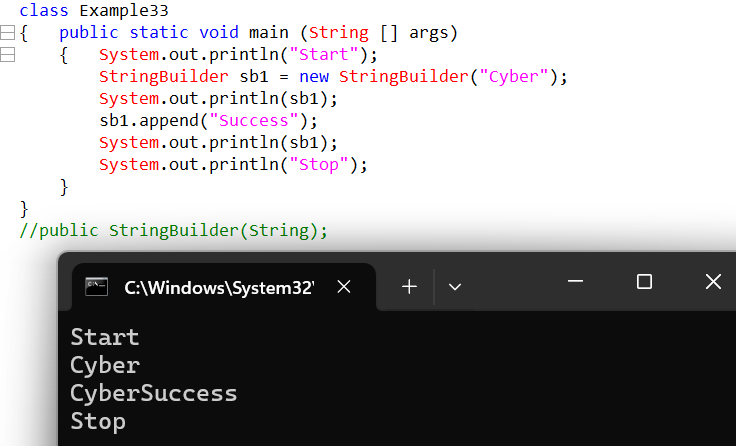 class Example33
{   public static void main (String [] args)
    {   System.out.println("Start");
        StringBuilder sb1 = new StringBuilder("Cyber");
        System.out.println(sb1);
        sb1.append("Success");
        System.out.println(sb1);
        System.out.println("Stop");
    }
}
//public StringBuilder(String);
C:\Windows\System32\
Start
Cyber
CyberSuccess
Stop